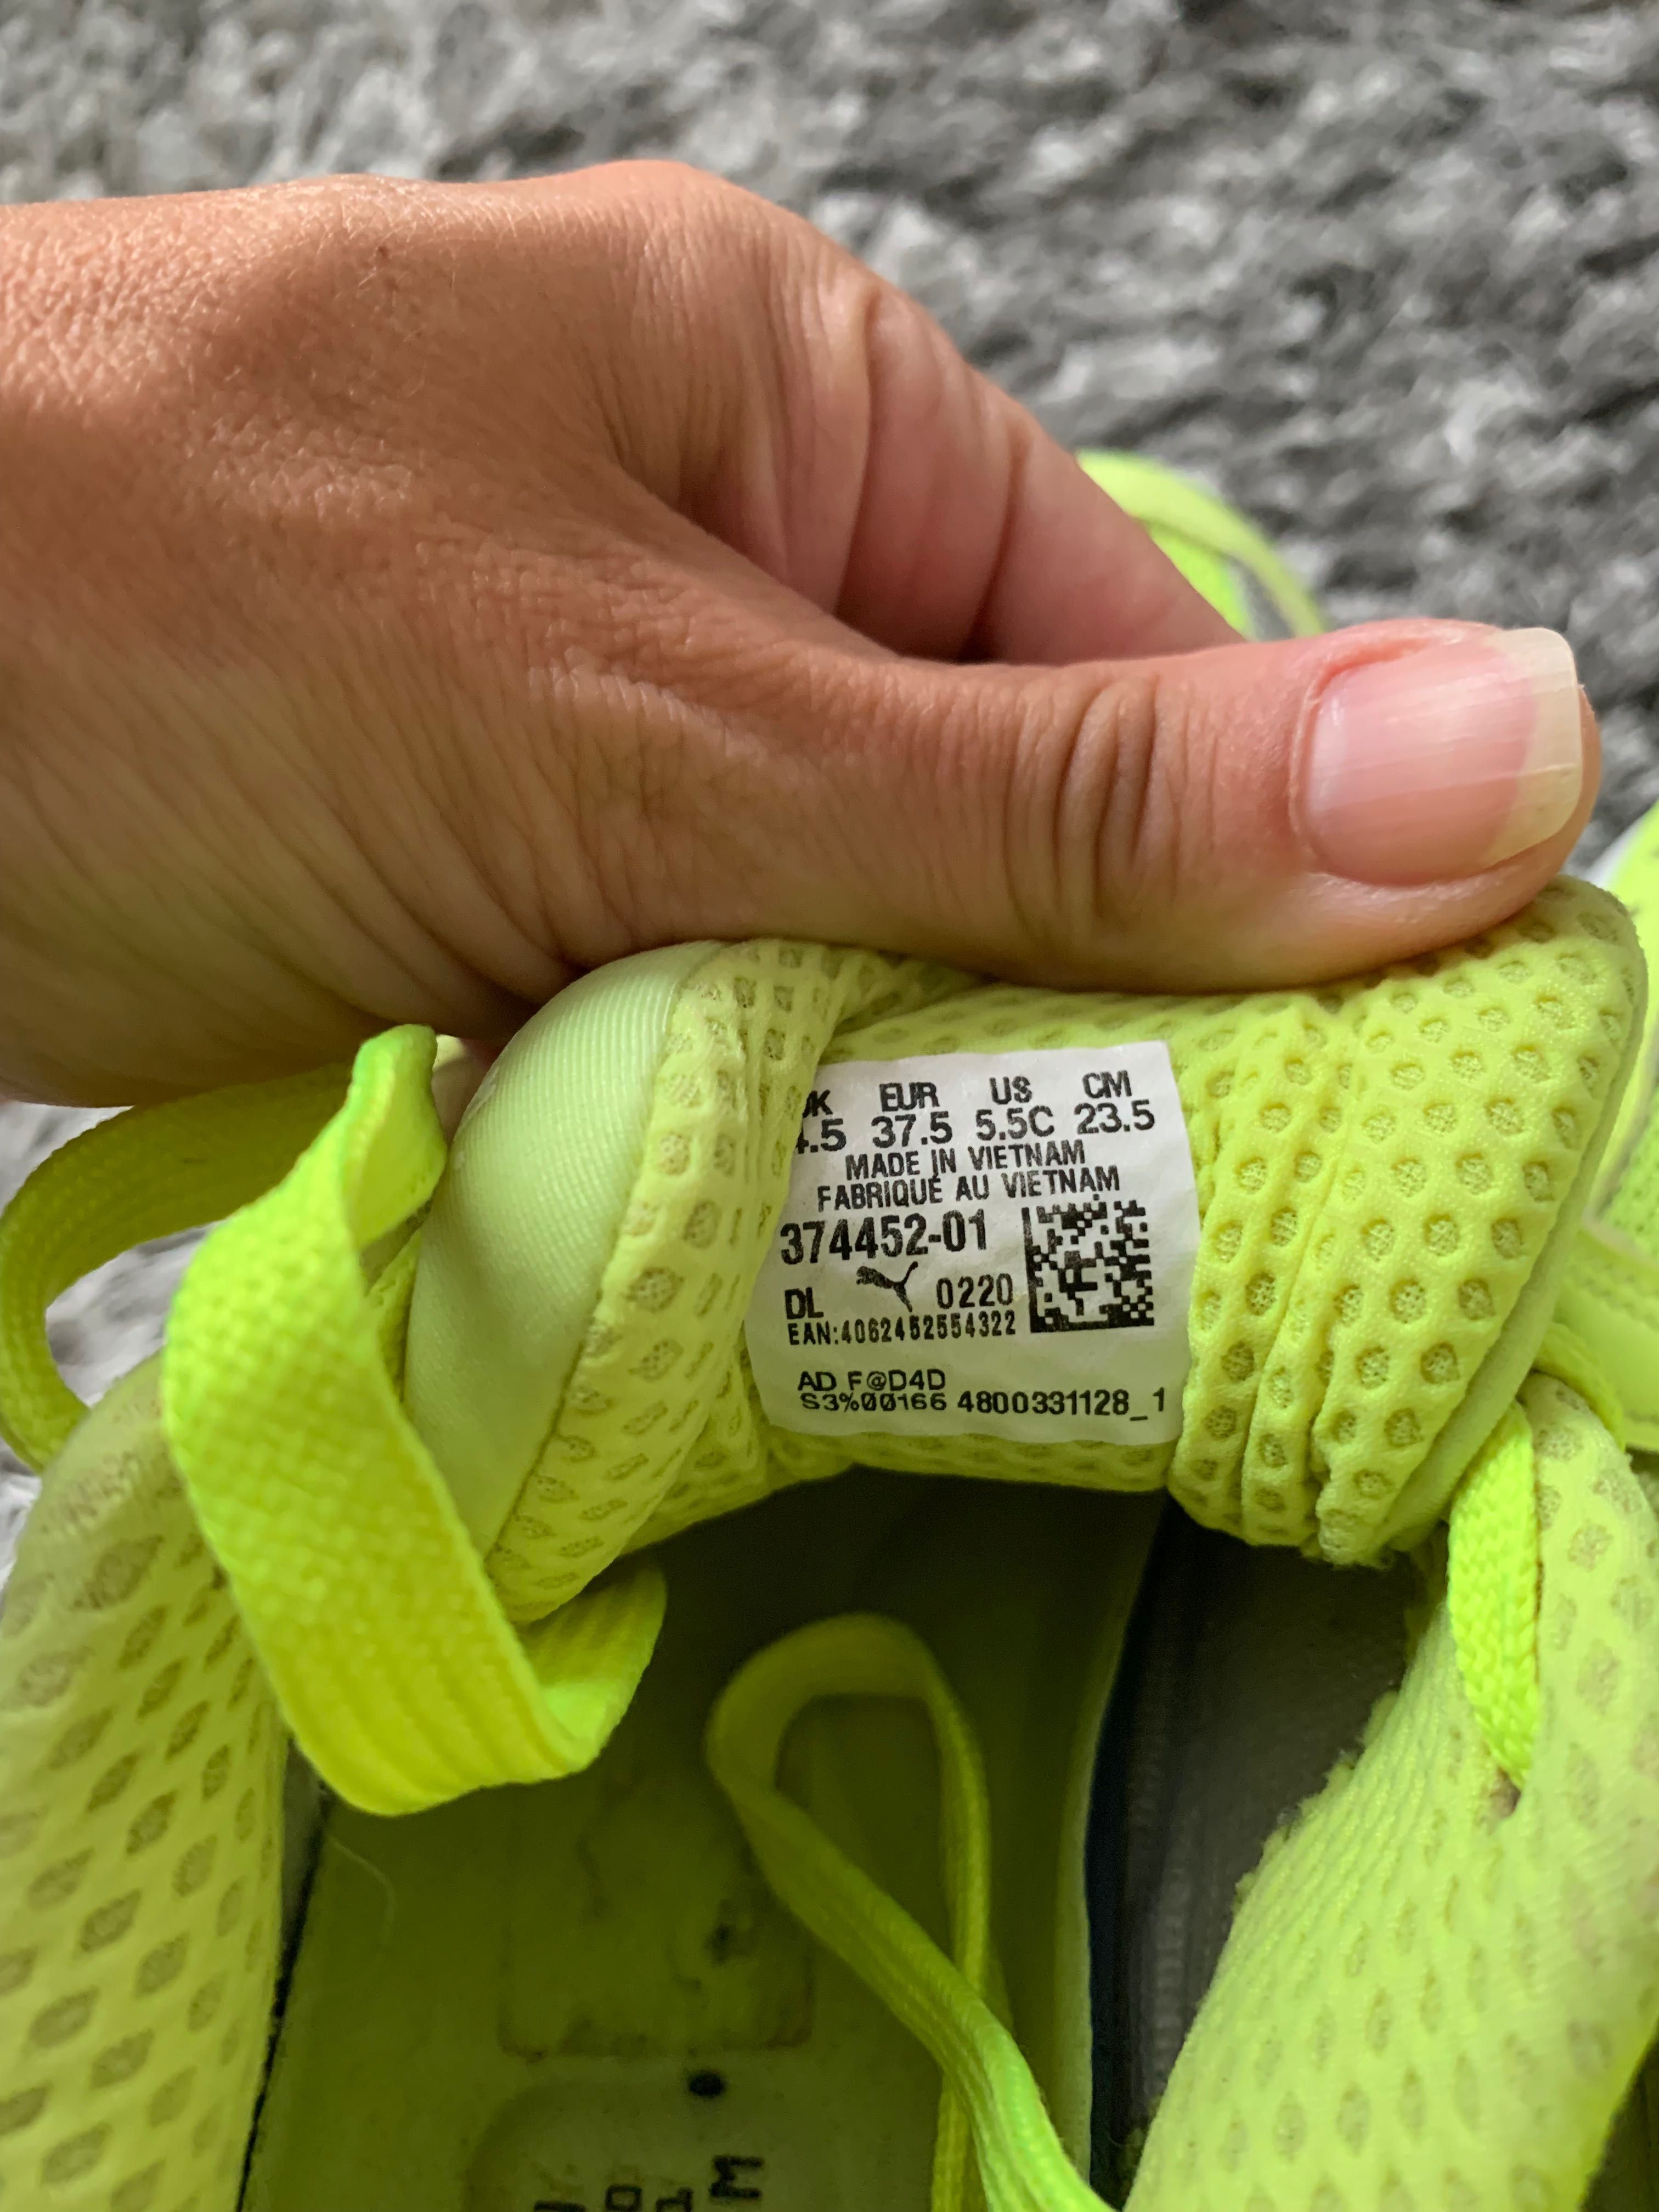 EUR US CM
37.5 5.5C 23.5
MADE IN VIETNAM
FABRIQUÉ AU VIETNAM
374452-01
DL 0220
EAN:4062452554322
AD F@D4D
S3%00166 4800331128_1